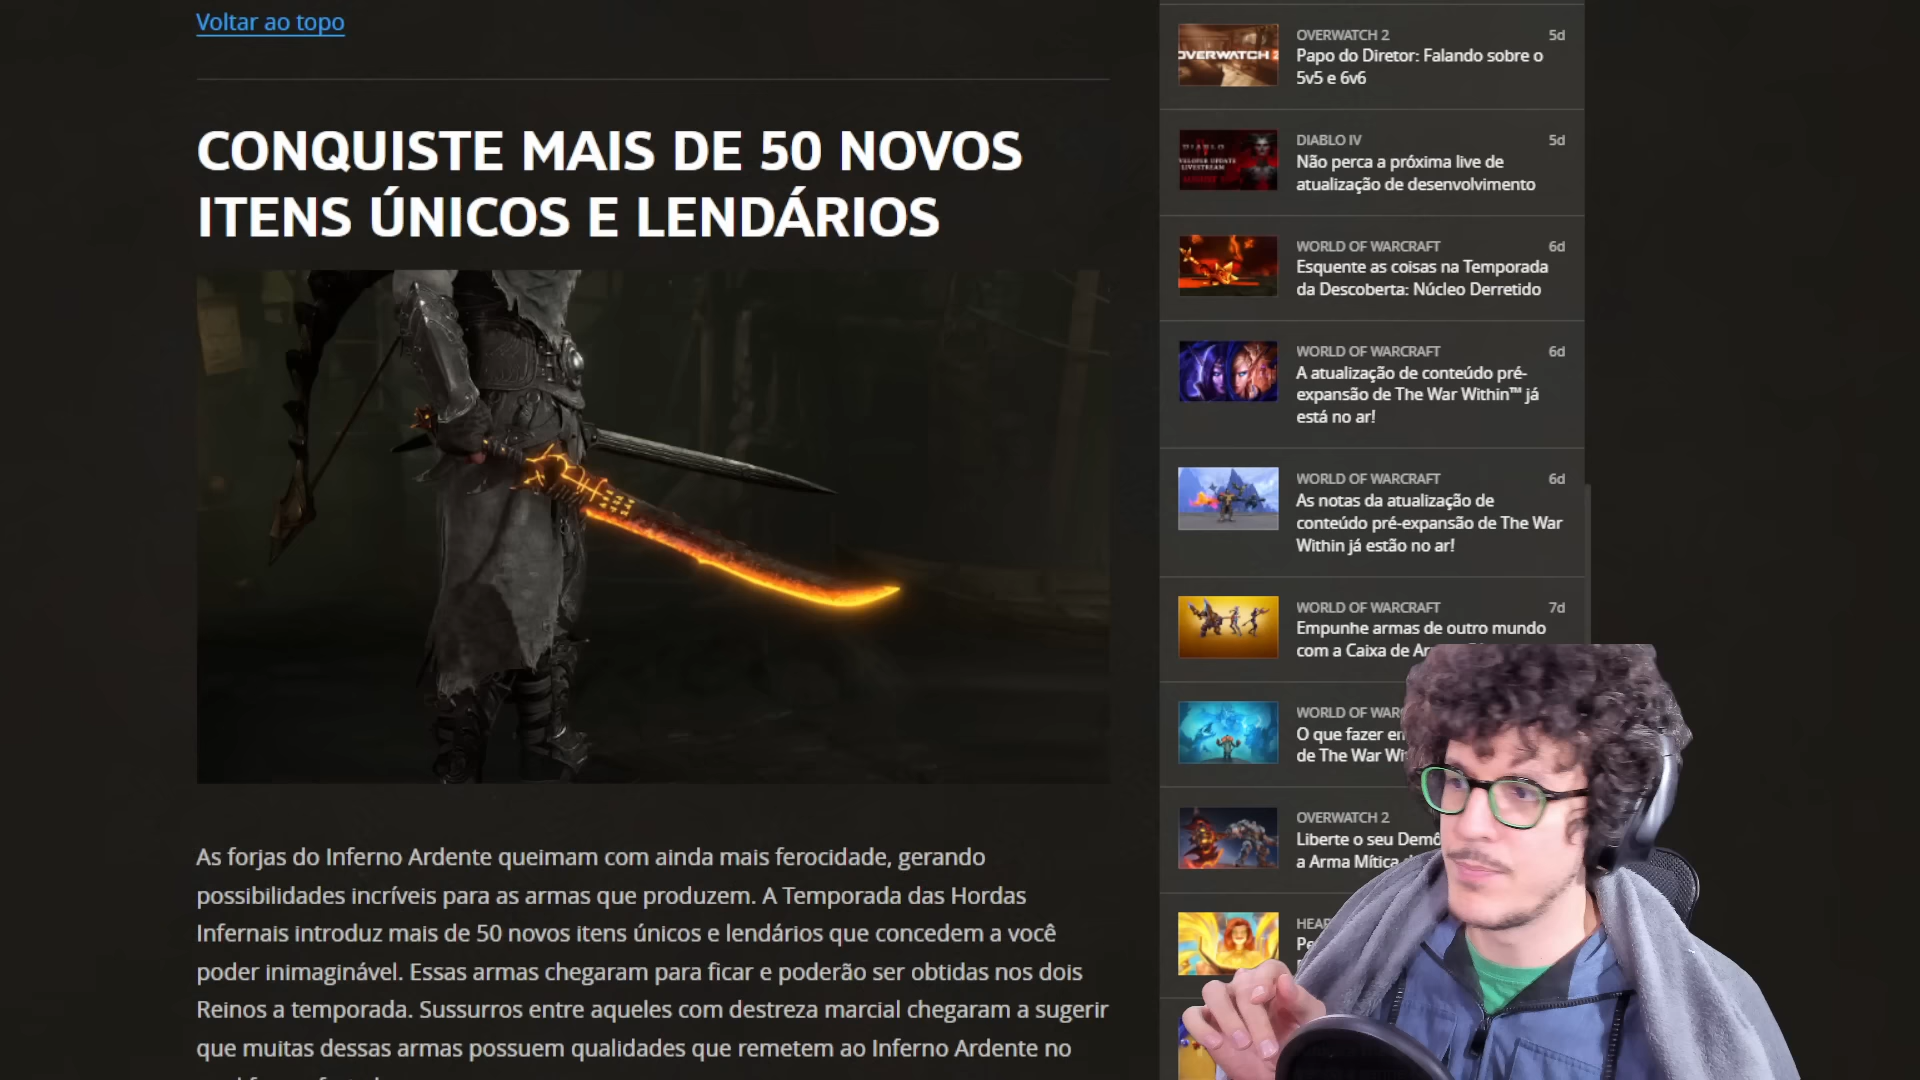 Voltar ao topo
CONQUISTE MAIS DE 50 NOVOS
ITENS ÚNICOS E LENDÁRIOS
As forjas do Inferno Ardente queimam com ainda mais ferocidade, gerando
possibilidades incríveis para as armas que produzem. A Temporada das Hordas
Infernais introduz mais de 50 novos itens únicos e lendários que concedem a você
poder inimaginável. Essas armas chegaram para ficar e poderão ser obtidas nos dois
Reinos a temporada. Sussurros entre aqueles com destreza marcial chegaram a sugerir
que muitas dessas armas possuem qualidades que remetem ao Inferno Ardente no
OVERWATCH 2
OVERWATCH 2 5d
Papo do Diretor: Falando sobre o
5v5 e 6v6
DIABLO
LIVESTREAM
DIABLO IV 5d
Não perca a próxima live de
atualização de desenvolvimento
WORLD OF WARCRAFT 6d
Esquente as coisas na Temporada
da Descoberta: Núcleo Derretido
WORLD OF WARCRAFT 6d
A atualização de conteúdo pré-
expansão de The War Within™ já
está no ar!
WORLD OF WARCRAFT 6d
As notas da atualização de
conteúdo pré-expansão de The War
Within já estão no ar!
WORLD OF WARCRAFT 7d
Empunhe armas de outro mundo
com a Caixa de
WORLD OF
O que fazer
de The War
OVERWATCH 2
Liberte o seu
a Arma Mítica